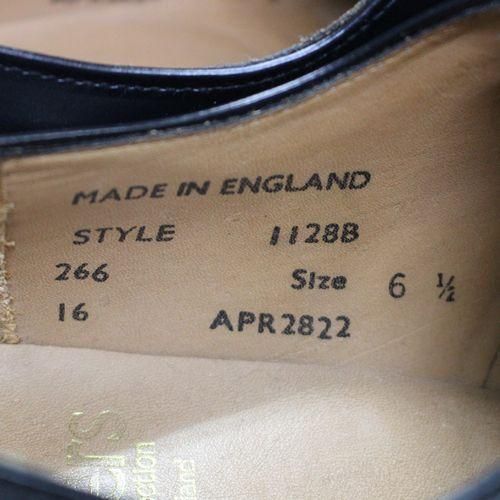 MADE IN ENGLAND
STYLE 1128B
266 Size 6 ½
16 APR2822